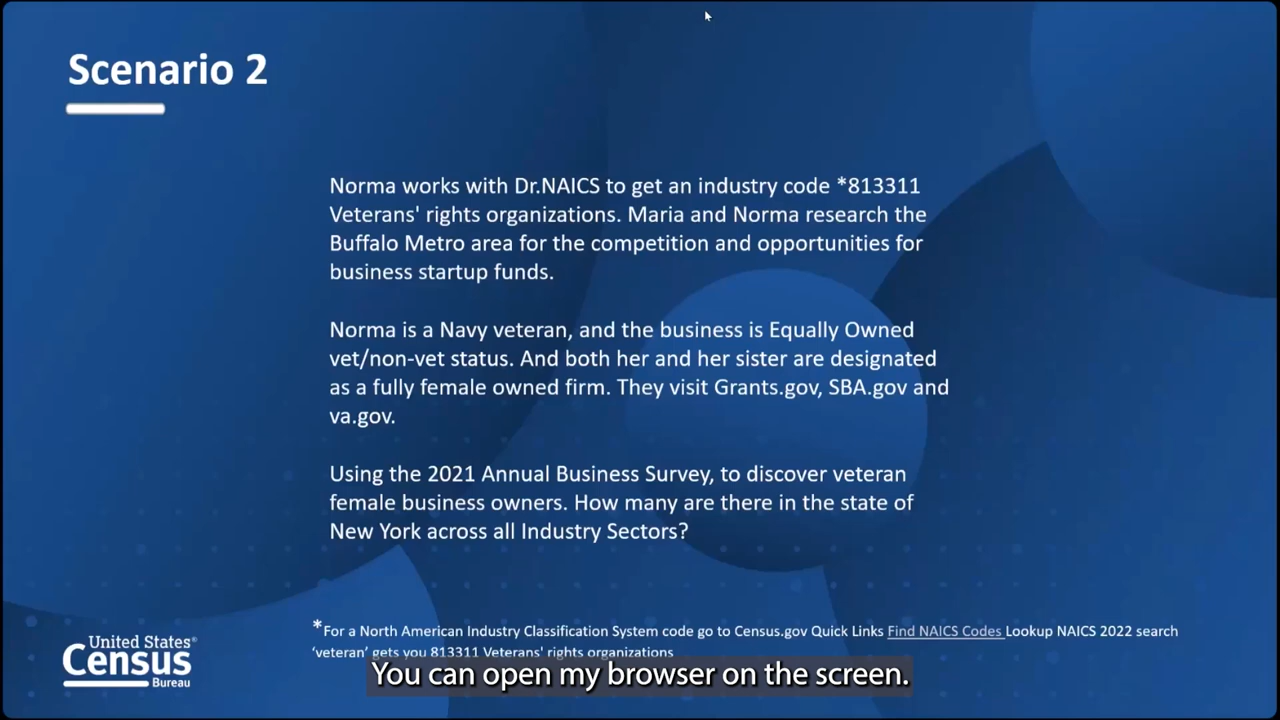 Scenario 2
Norma works with Dr.NAICS to get an industry code *813311
Veterans' rights organizations. Maria and Norma research the
Buffalo Metro area for the competition and opportunities for
business startup funds.
Norma is a Navy veteran, and the business is Equally Owned
vet/non-vet status. And both her and her sister are designated
as a fully female owned firm. They visit Grants.gov, SBA.gov and
va.gov.
Using the 2021 Annual Business Survey, to discover veteran
female business owners. How many are there in the state of
New York across all Industry Sectors?
*For a North American Industry Classification System code go to Census.gov Quick Links Find NAICS Codes Lookup NAICS 2022 search
‘veteran’ gets you 813311 Veterans' rights organizations
United States®
Census
Bureau
You can open my browser on the screen.